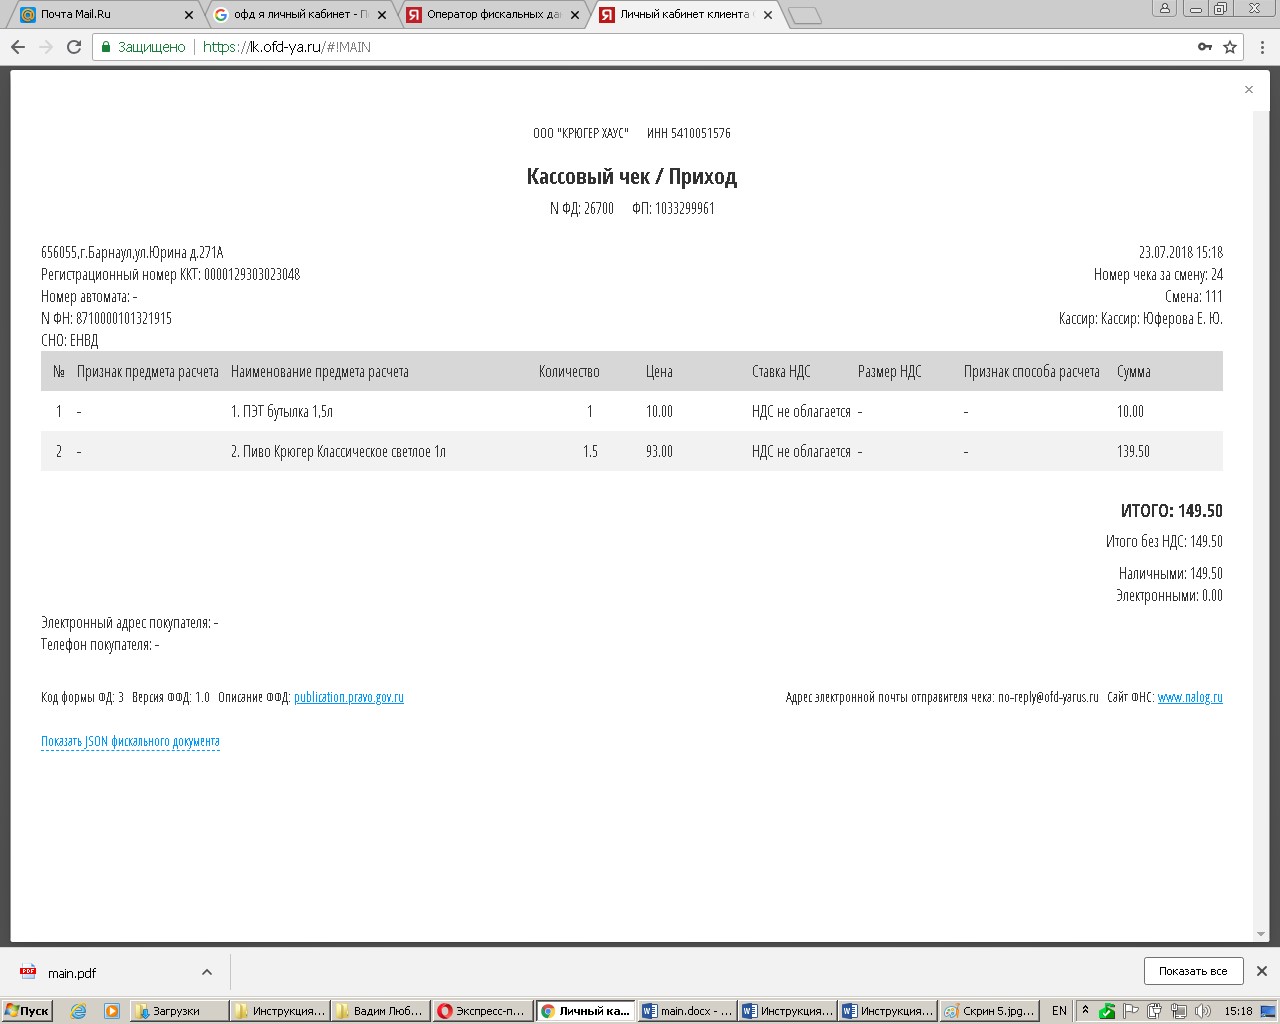 Почта Mail.Ru
офд я личный кабинет - П
Оператор фискальных да
Личный кабинет клиента
Защищено
https://lk.ofd-ya.ru/#!MAIN
ООО "КРЮГЕР ХАУС" ИНН 5410051576
Кассовый чек / Приход
N ФД: 26700 ФП: 1033299961
656055,г.Барнаул,ул.Юрина д.271А
23.07.2018 15:18
Регистрационный номер ККТ: 0000129303023048
Номер чека за смену: 24
Номер автомата: -
Смена: 111
N ФН: 8710000101321915
Кассир: Кассир: Юферова Е. Ю.
СНО: ЕНВД
№ Признак предмета расчета Наименование предмета расчета Количество Цена Ставка НДС Размер НДС Признак способа расчета Сумма
1 - 1. ПЭТ бутылка 1,5л 1 10.00 НДС не облагается - - 10.00
2 - 2. Пиво Крюгер Классическое светлое 1л 1.5 93.00 НДС не облагается - - 139.50
ИТОГО: 149.50
Итого без НДС: 149.50
Наличными: 149.50
Электронными: 0.00
Электронный адрес покупателя: -
Телефон покупателя: -
Код формы ФД: 3 Версия ФФД: 1.0 Описание ФФД: publication.pravo.gov.ru
Адрес электронной почты отправителя чека: no-reply@ofd-yarus.ru Сайт ФНС: www.nalog.ru
Показать JSON фискального документа
main.pdf
Показать все
Пуск
Загрузки
Инструкция...
Вадим Люб...
Экспресс-п...
Личный ка...
main.docx - ...
Инструкция...
Инструкция...
Скрин 5.jpg...
EN
15:18